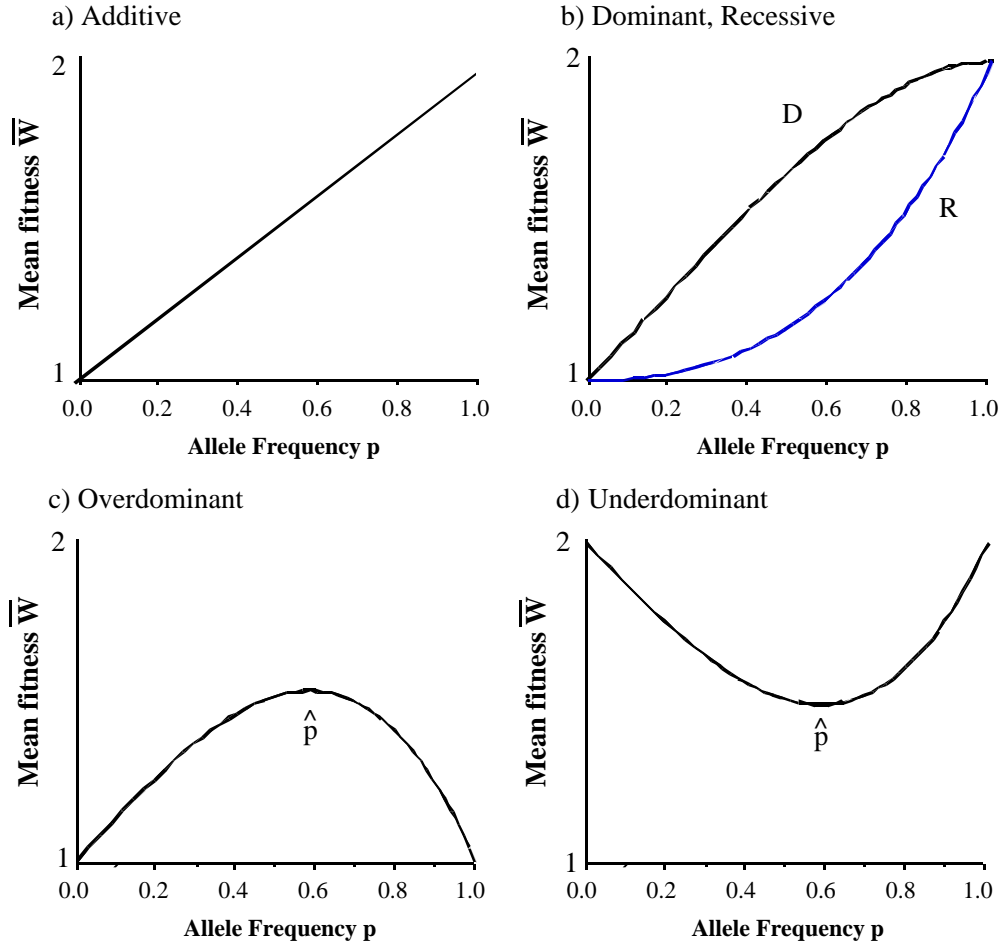 a) Additive
2
Mean fitness W̅
1
0.0 0.2 0.4 0.6 0.8 1.0
Allele Frequency p
b) Dominant, Recessive
2
D
R
Mean fitness W̅
1
0.0 0.2 0.4 0.6 0.8 1.0
Allele Frequency p
c) Overdominant
2
Mean fitness W̅
p̂
1
0.0 0.2 0.4 0.6 0.8 1.0
Allele Frequency p
d) Underdominant
2
Mean fitness W̅
p̂
1
0.0 0.2 0.4 0.6 0.8 1.0
Allele Frequency p